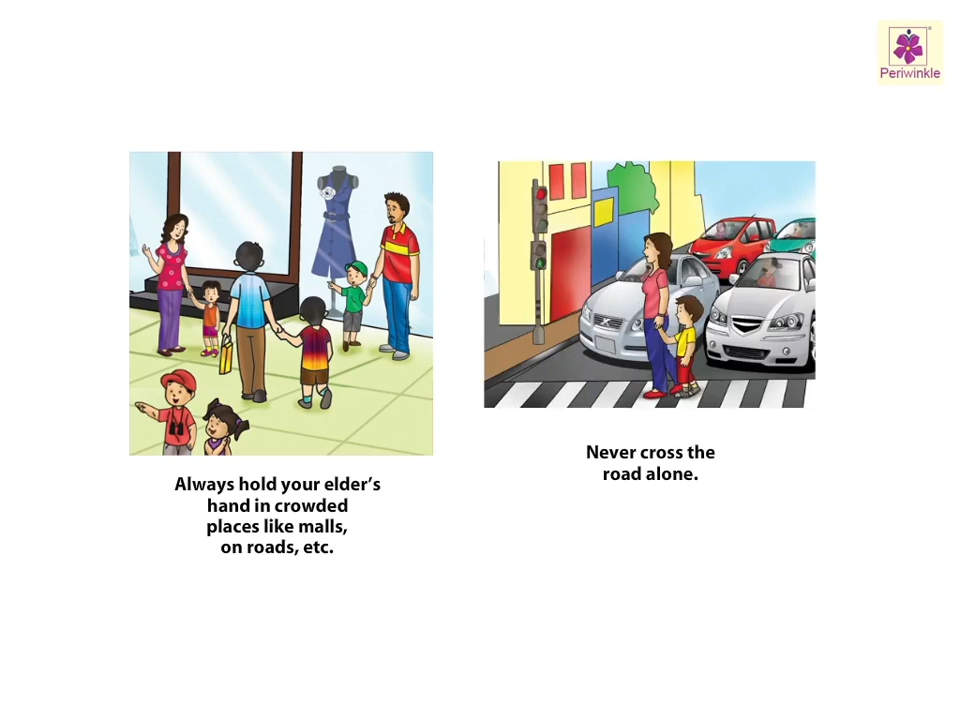 Periwinkle
Always hold your elder’s
hand in crowded
places like malls,
on roads, etc.
Never cross the
road alone.